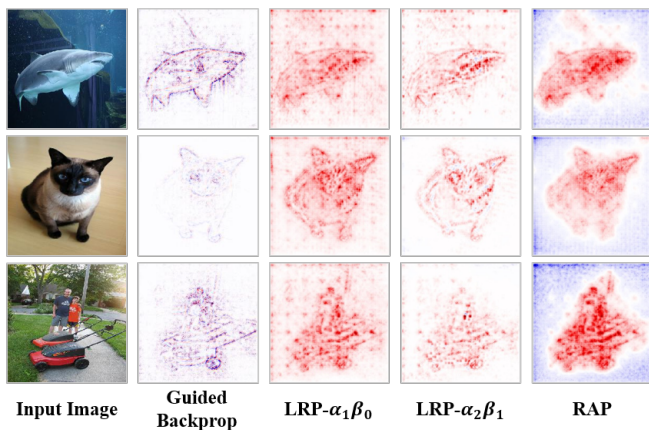 Input Image
Guided
Backprop
LRP-α₁β₀
LRP-α₂β₁
RAP